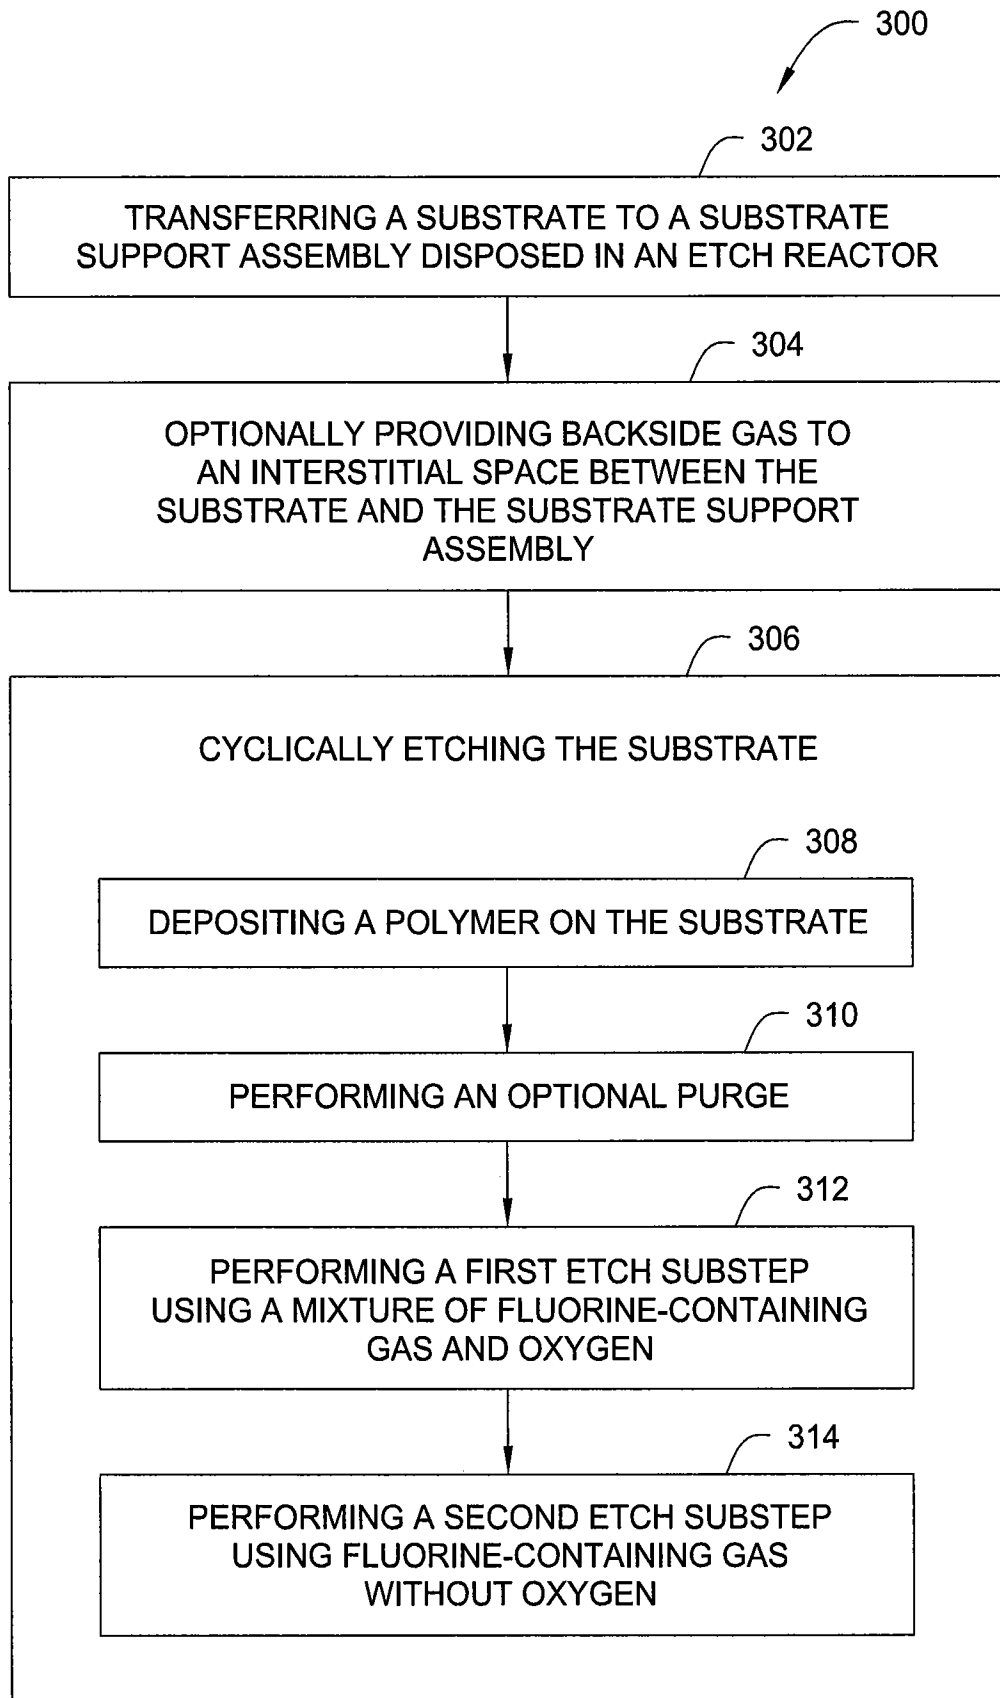 300
302
TRANSFERRING A SUBSTRATE TO A SUBSTRATE
SUPPORT ASSEMBLY DISPOSED IN AN ETCH REACTOR
304
OPTIONALLY PROVIDING BACKSIDE GAS TO
AN INTERSTITIAL SPACE BETWEEN THE
SUBSTRATE AND THE SUBSTRATE SUPPORT
ASSEMBLY
306
CYCLICALLY ETCHING THE SUBSTRATE
308
DEPOSITING A POLYMER ON THE SUBSTRATE
310
PERFORMING AN OPTIONAL PURGE
312
PERFORMING A FIRST ETCH SUBSTEP
USING A MIXTURE OF FLUORINE-CONTAINING
GAS AND OXYGEN
314
PERFORMING A SECOND ETCH SUBSTEP
USING FLUORINE-CONTAINING GAS
WITHOUT OXYGEN